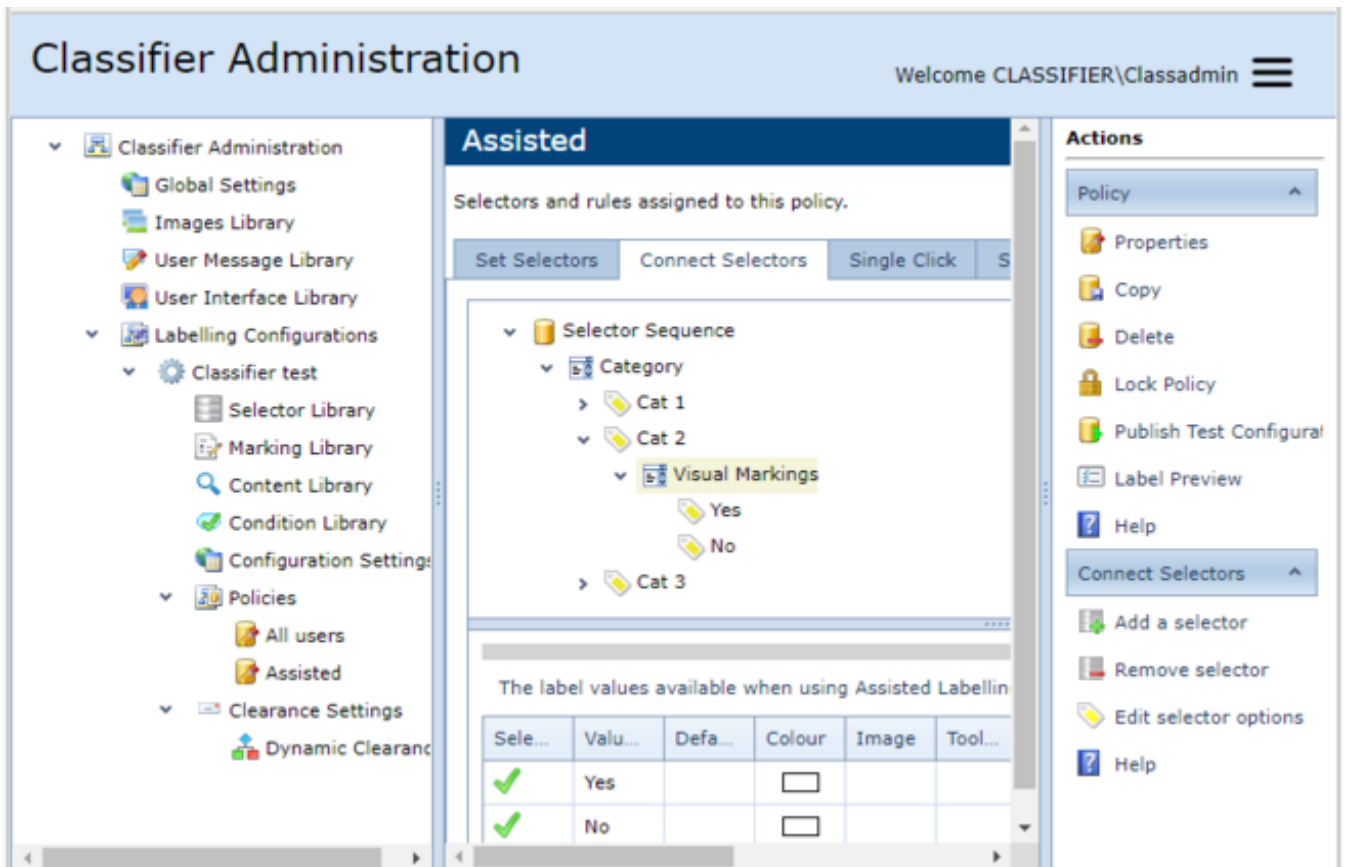 Classifier Administration
Welcome CLASSIFIER\Classadmin
Classifier Administration
Global Settings
Images Library
User Message Library
User Interface Library
Labelling Configurations
Classifier test
Selector Library
Marking Library
Content Library
Condition Library
Configuration Settings
Policies
All users
Assisted
Clearance Settings
Dynamic Clearanc
Assisted
Selectors and rules assigned to this policy.
Set Selectors Connect Selectors Single Click S
Selector Sequence
Category
Cat 1
Cat 2
Visual Markings
Yes
No
Cat 3
The label values available when using Assisted Labellin
Sele... Valu... Defa... Colour Image Tool...
Yes
No
Actions
Policy
Properties
Copy
Delete
Lock Policy
Publish Test Configurat
Label Preview
Help
Connect Selectors
Add a selector
Remove selector
Edit selector options
Help